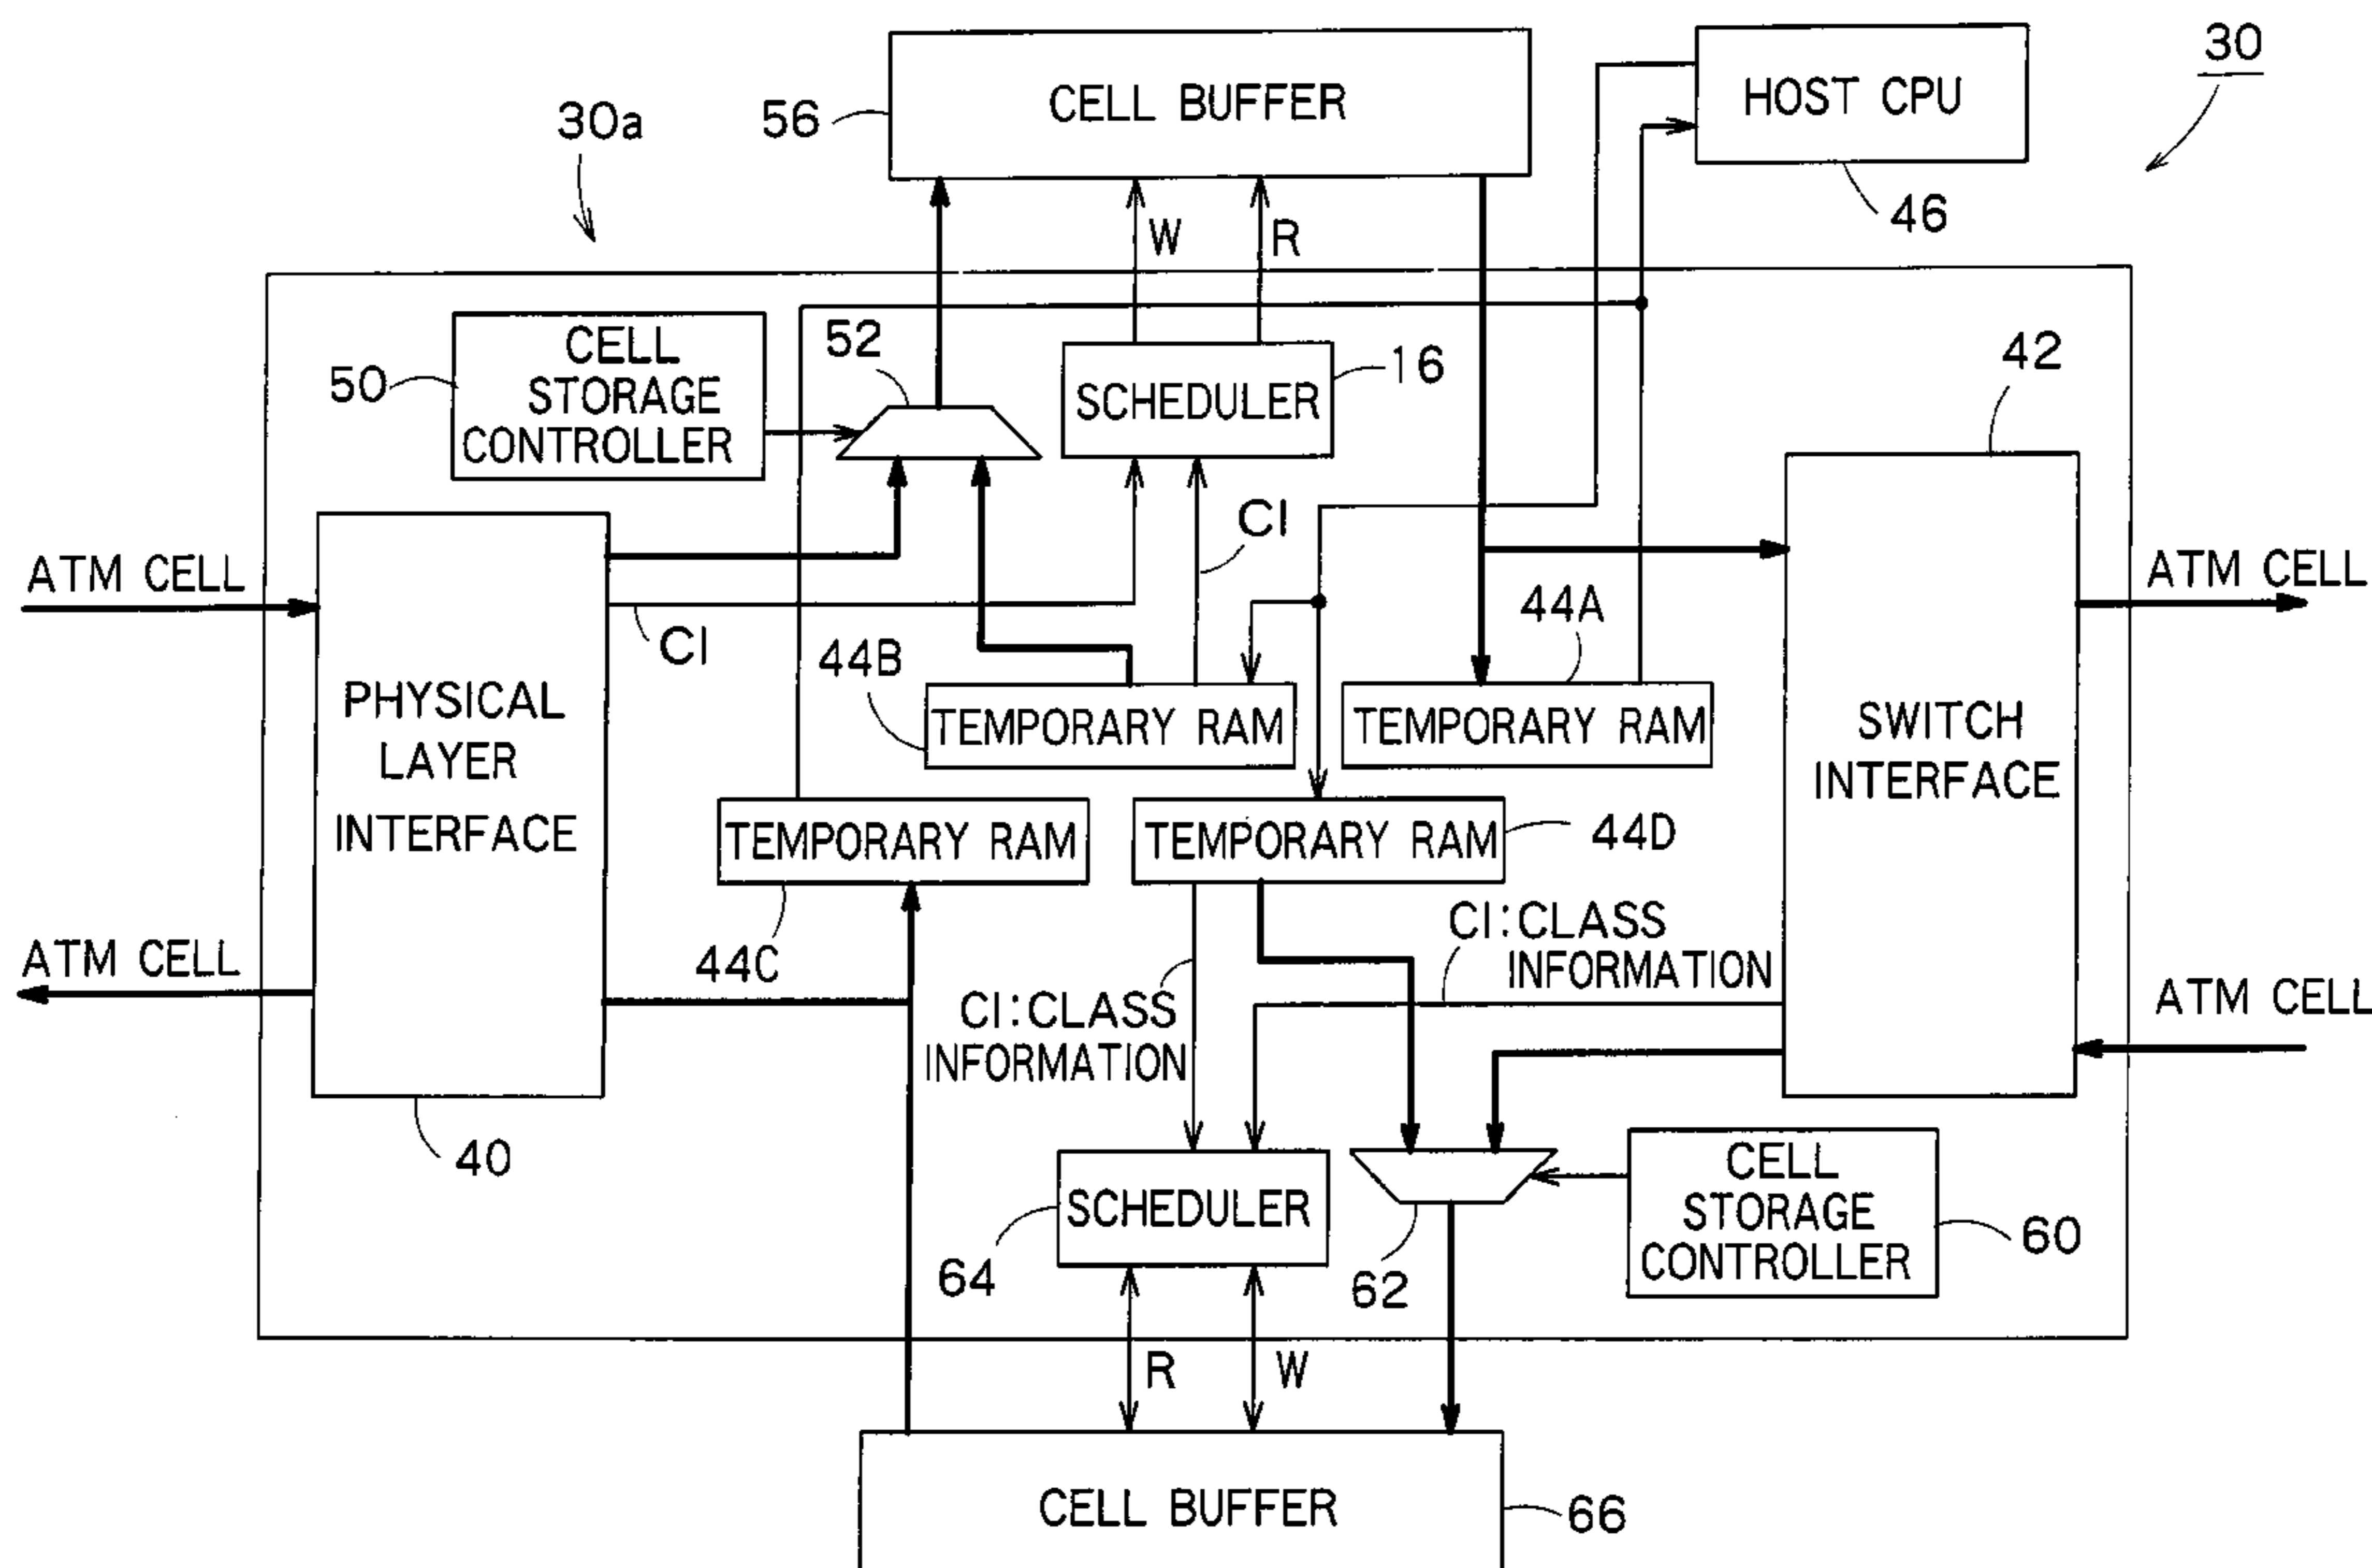 30
CELL BUFFER
HOST CPU
56
30a
46
W
R
CELL
STORAGE
CONTROLLER
50
52
SCHEDULER
16
42
CI
ATM CELL
ATM CELL
CI
44B
44A
PHYSICAL
LAYER
INTERFACE
TEMPORARY RAM
TEMPORARY RAM
SWITCH
INTERFACE
TEMPORARY RAM
TEMPORARY RAM
44D
44C
CI:CLASS
INFORMATION
ATM CELL
CI:CLASS
INFORMATION
ATM CELL
40
SCHEDULER
64
62
CELL
STORAGE
CONTROLLER
60
R
W
CELL BUFFER
66